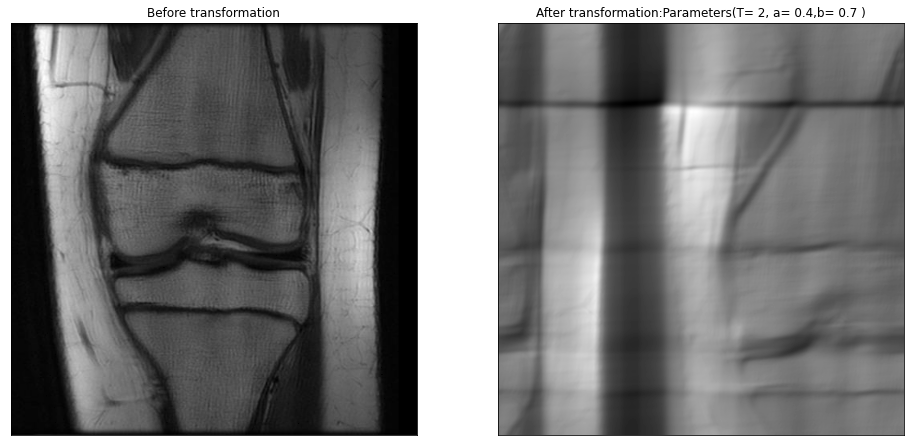 Before transformation
After transformation:Parameters(T= 2, a= 0.4,b= 0.7 )